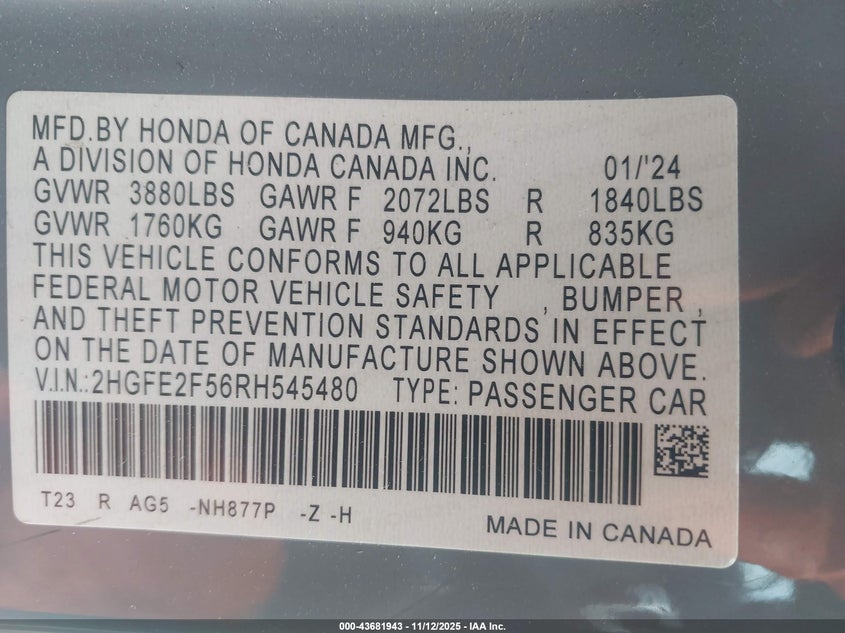 MFD.BY HONDA OF CANADA MFG.,
A DIVISION OF HONDA CANADA INC. 01/'24
GVWR 3880LBS GAWR F 2072LBS R 1840LBS
GVWR 1760KG GAWR F 940KG R 835KG
THIS VEHICLE CONFORMS TO ALL APPLICABLE
FEDERAL MOTOR VEHICLE SAFETY , BUMPER ,
AND THEFT PREVENTION STANDARDS IN EFFECT
ON THE DATE OF MANUFACTURE SHOWN ABOVE.
V.I.N.:2HGFE2F56RH545480 TYPE: PASSENGER CAR
T23 R AG5 -NH877P -Z -H
MADE IN CANADA
000-43681943 - 11/12/2025 - IAA Inc.